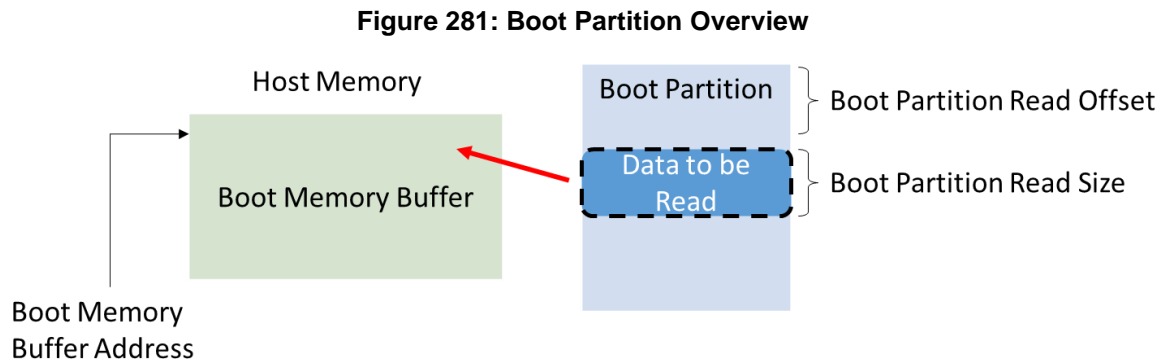 Figure 281: Boot Partition Overview
Host Memory
Boot Memory Buffer
Boot Memory
Buffer Address
Boot Partition
Data to be
Read
Boot Partition Read Offset
Boot Partition Read Size